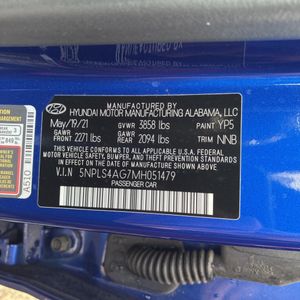 HYUNDAI MOTOR MANUFACTURING ALABAMA, LLC
May/19/21 GVWR 3858 lbs PAINT YP5
GAWR FRONT 2271 lbs GAWR REAR 2094 lbs TRIM NNB
THIS VEHICLE CONFORMS TO ALL APPLICABLE U.S. FEDERAL
MOTOR VEHICLE SAFETY, BUMPER, AND THEFT PREVENTION
STANDARDS IN EFFECT ON THE DATE OF MANUFACTURE
SHOWN ABOVE.
V.I.N 5NPLS4AG7MH051479
PASSENGER CAR
A510